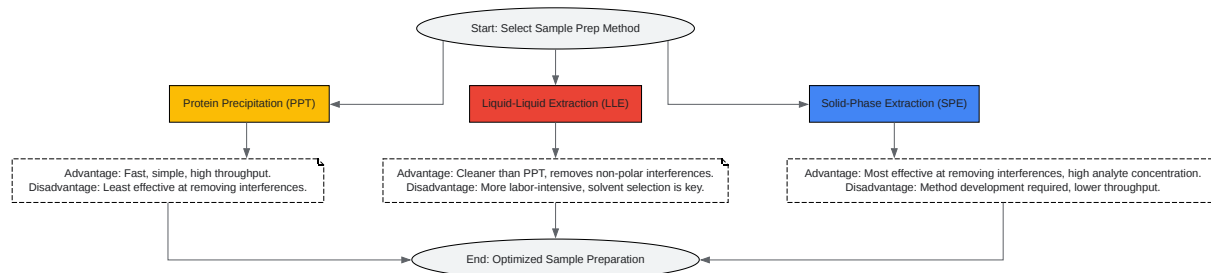 Start: Select Sample Prep Method
Protein Precipitation (PPT)
Liquid-Liquid Extraction (LLE)
Solid-Phase Extraction (SPE)
Advantage: Fast, simple, high throughput.
Disadvantage: Least effective at removing interferences.
Advantage: Cleaner than PPT, removes non-polar interferences.
Disadvantage: More labor-intensive, solvent selection is key.
Advantage: Most effective at removing interferences, high analyte concentration.
Disadvantage: Method development required, lower throughput.
End: Optimized Sample Preparation